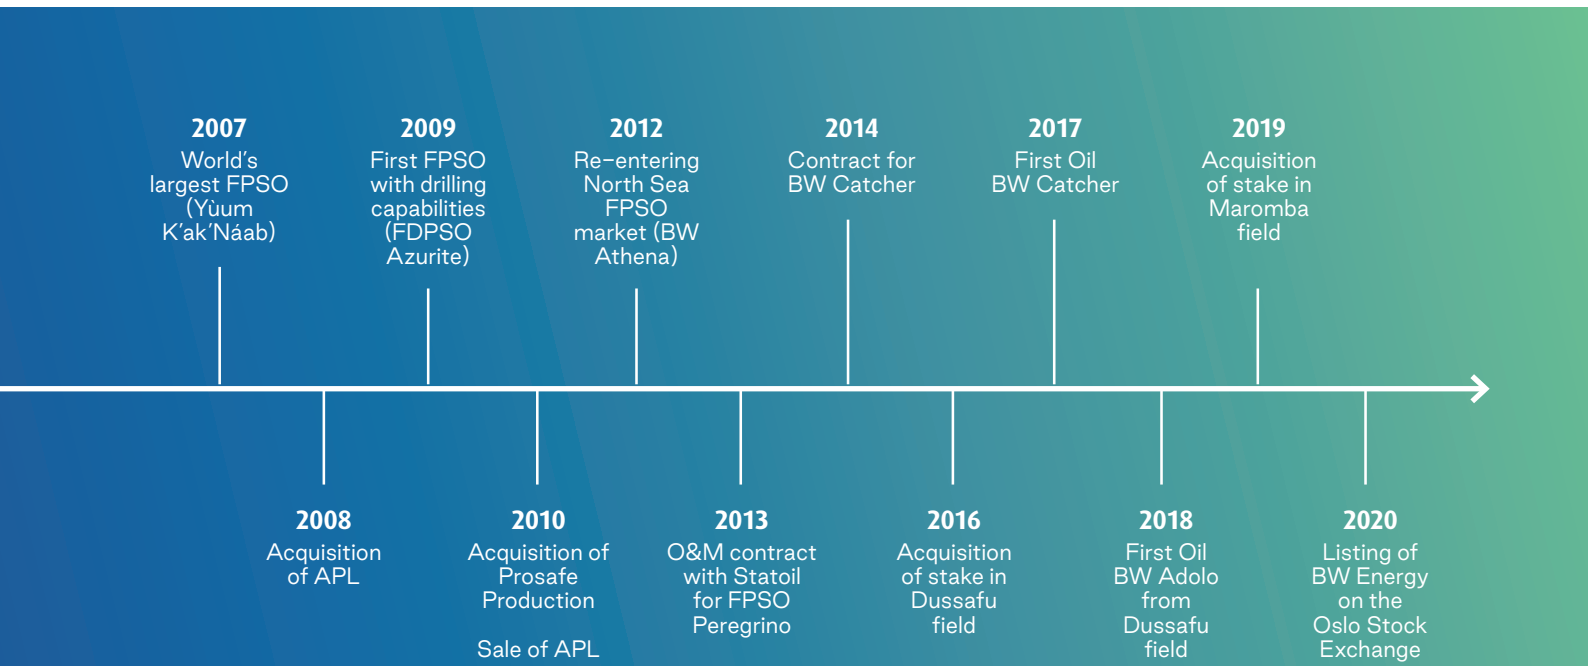 2007
World's
largest FPSO
(Yùum
K'ak'Náab)
2009
First FPSO
with drilling
capabilities
(FDPSO
Azurite)
2012
Re-entering
North Sea
FPSO
market (BW
Athena)
2014
Contract for
BW Catcher
2017
First Oil
BW Catcher
2019
Acquisition
of stake in
Maromba
field
2008
Acquisition
of APL
2010
Acquisition of
Prosafe
Production
Sale of APL
2013
O&M contract
with Statoil
for FPSO
Peregrino
2016
Acquisition
of stake in
Dussafu
field
2018
First Oil
BW Adolo
from
Dussafu
field
2020
Listing of
BW Energy
on the
Oslo Stock
Exchange